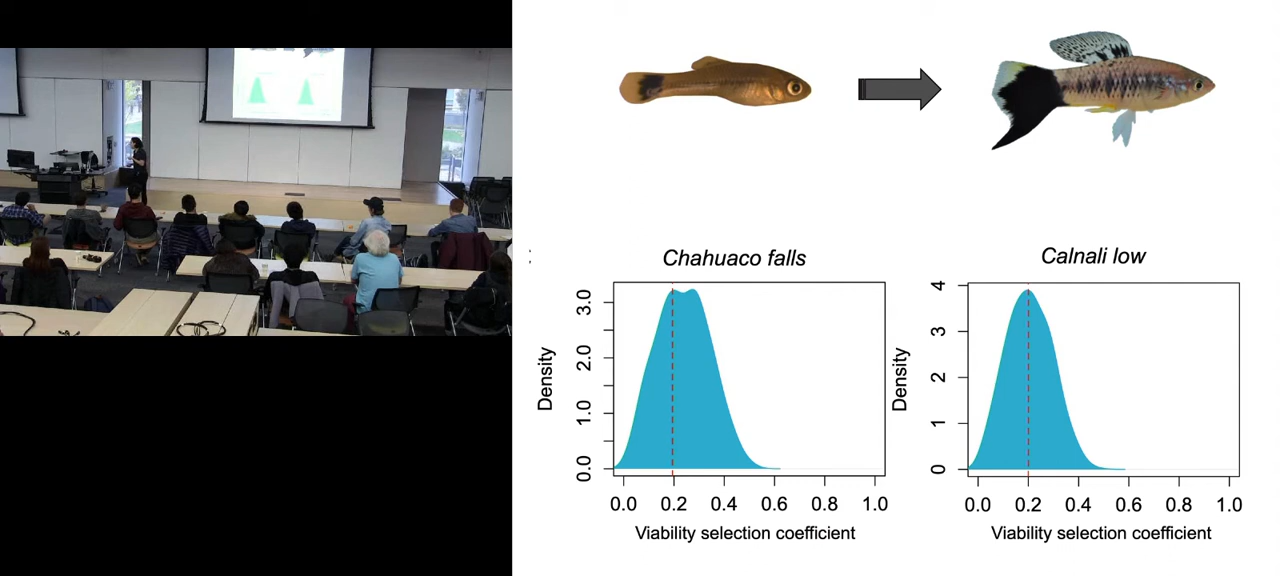 Chahuaco falls
Density
3.0
2.0
1.0
0.0
0.0 0.2 0.4 0.6 0.8 1.0
Viability selection coefficient
Calnali low
Density
4
3
2
1
0
0.0 0.2 0.4 0.6 0.8 1.0
Viability selection coefficient